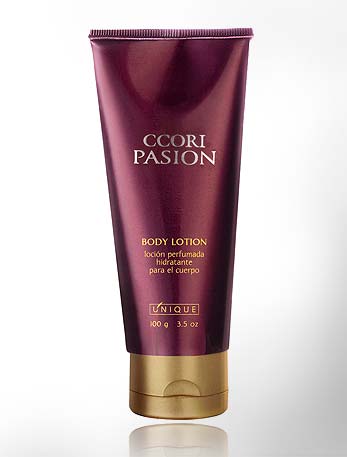 CCORI
PASION
BODY LOTION
loción perfumada
hidratante
para el cuerpo
UNIQUE
100 g 3.5 oz